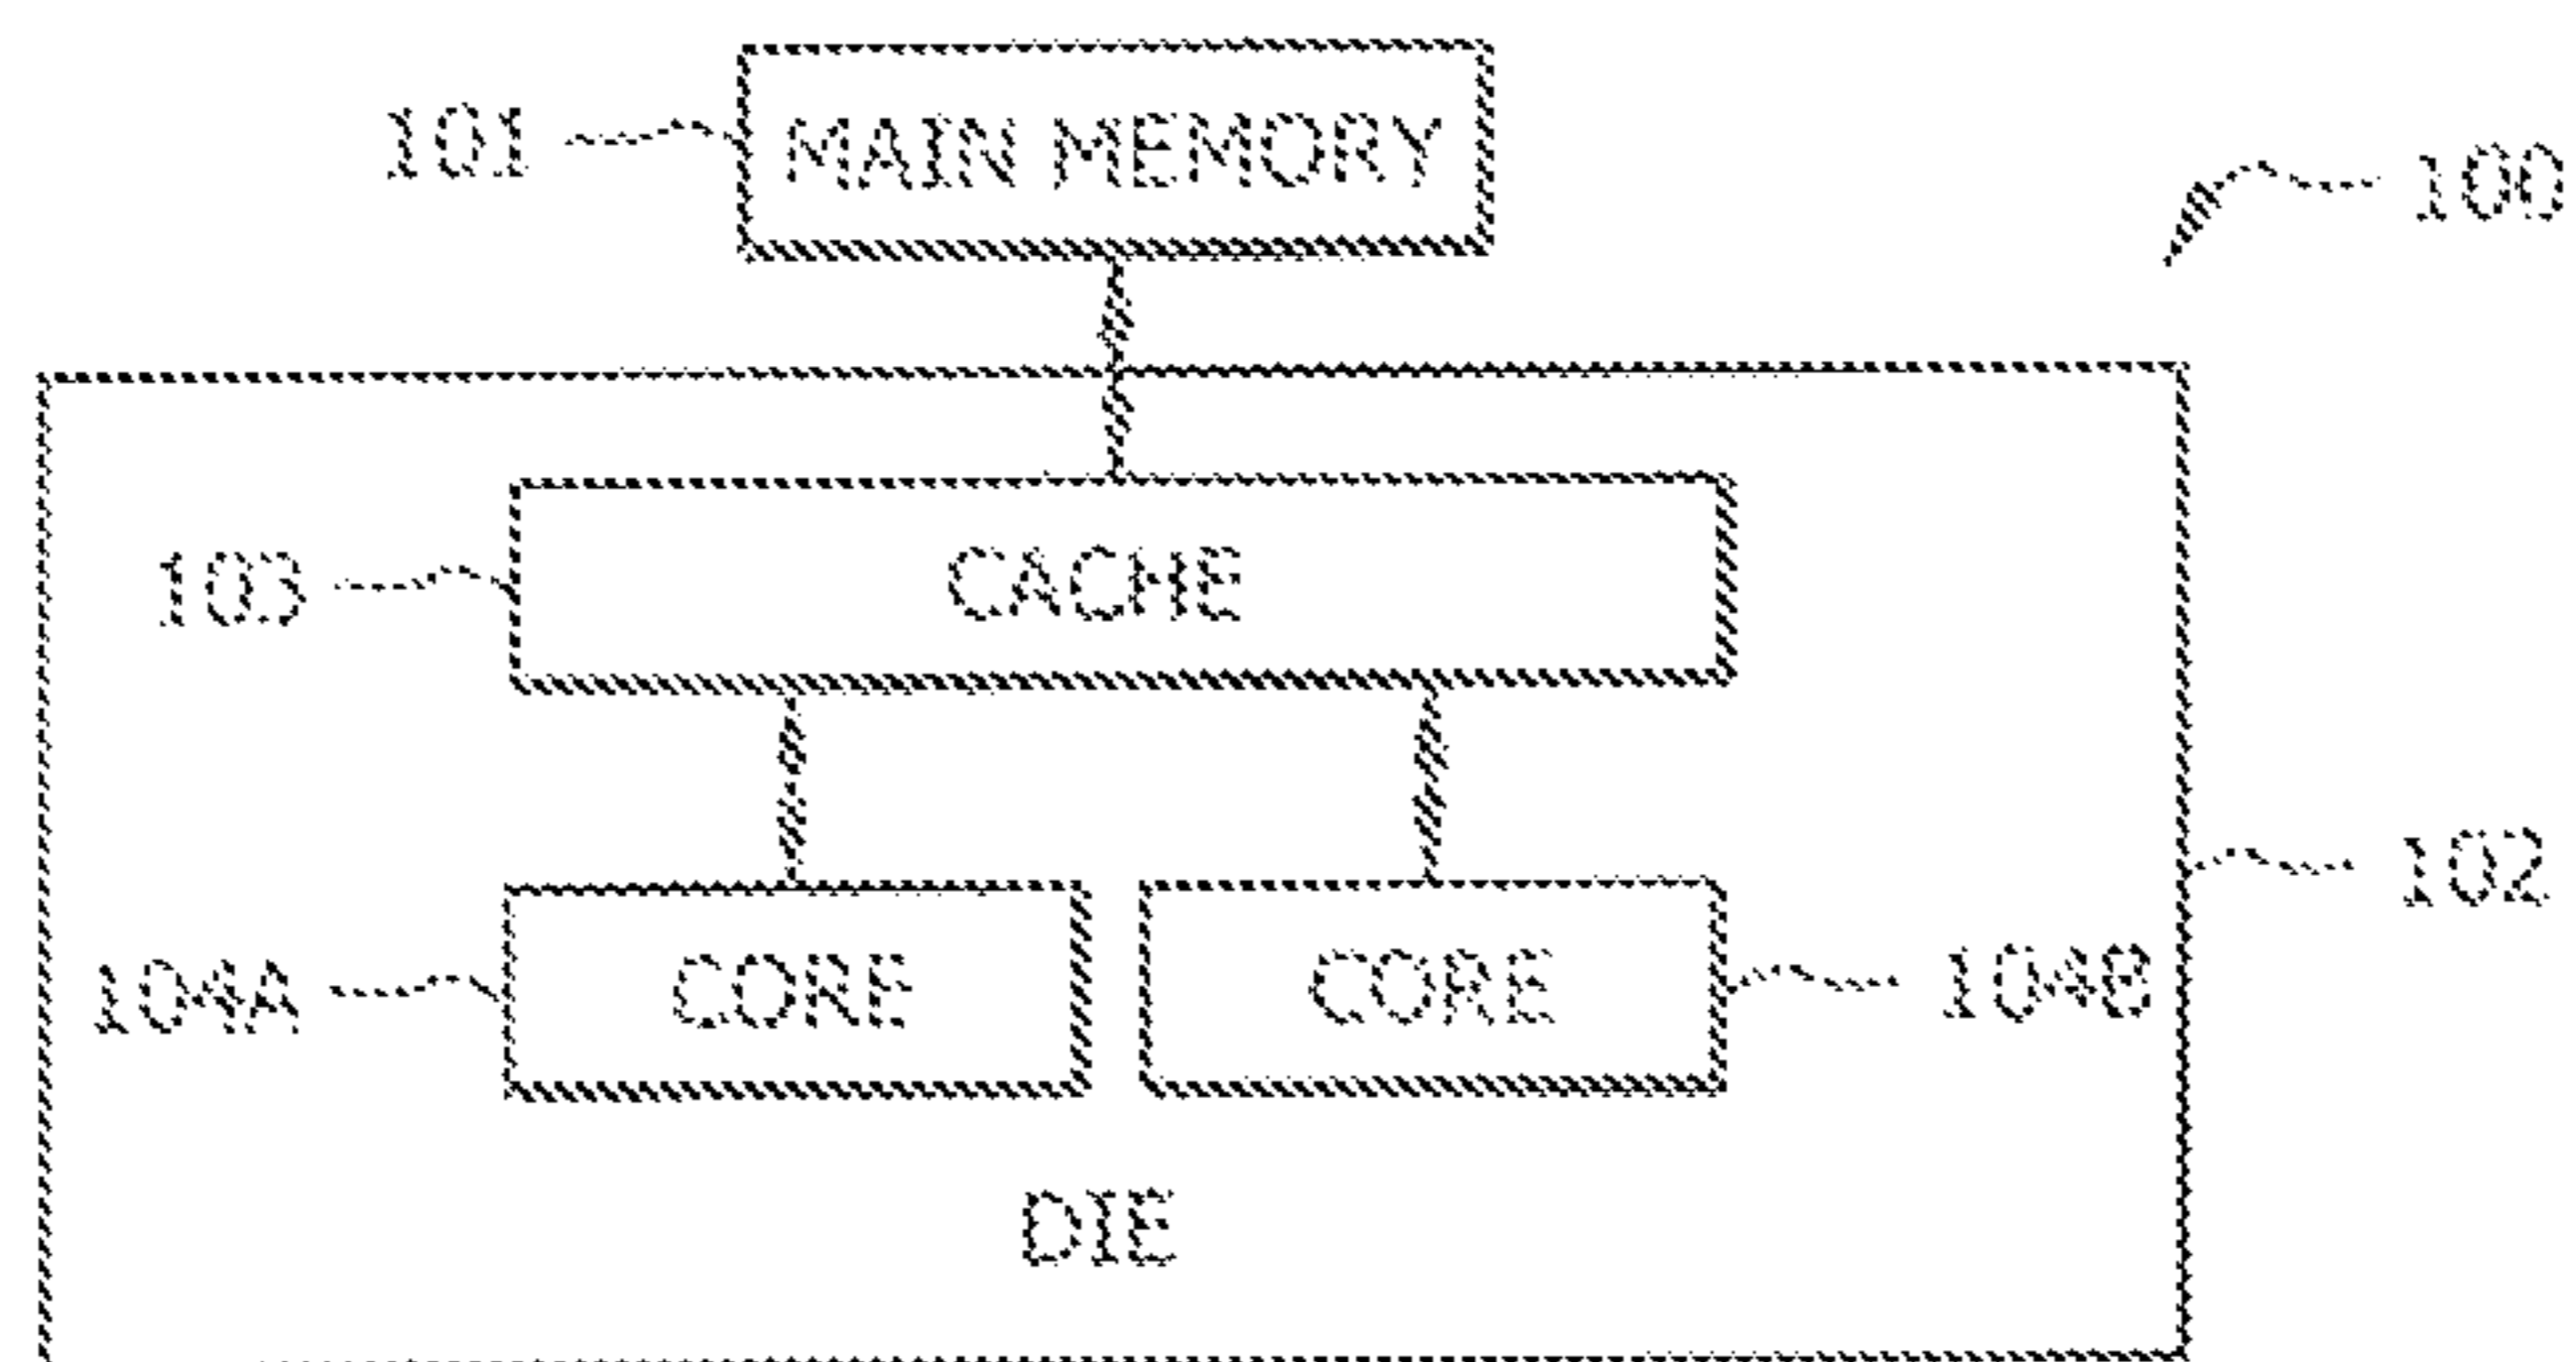 101 MAIN MEMORY
100
103 CACHE
102
104A CORE CORE 104B
DIE